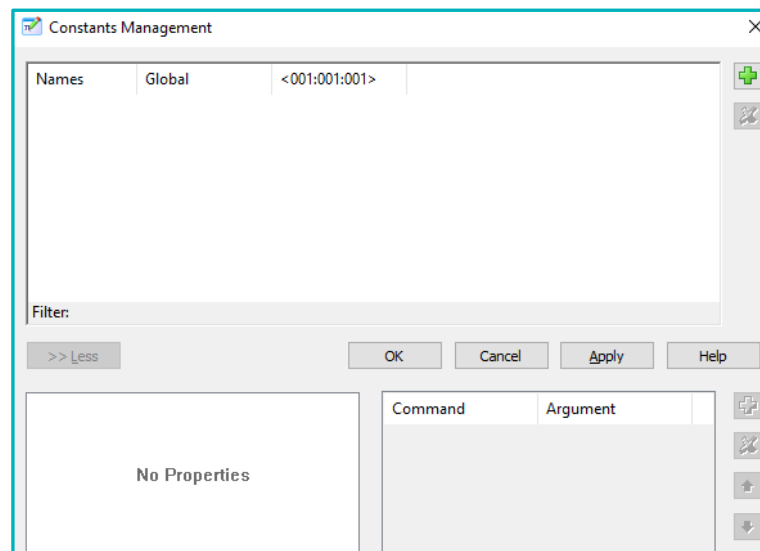 Constants Management
Names Global <001:001:001>
Filter:
>> Less OK Cancel Apply Help
Command Argument
No Properties